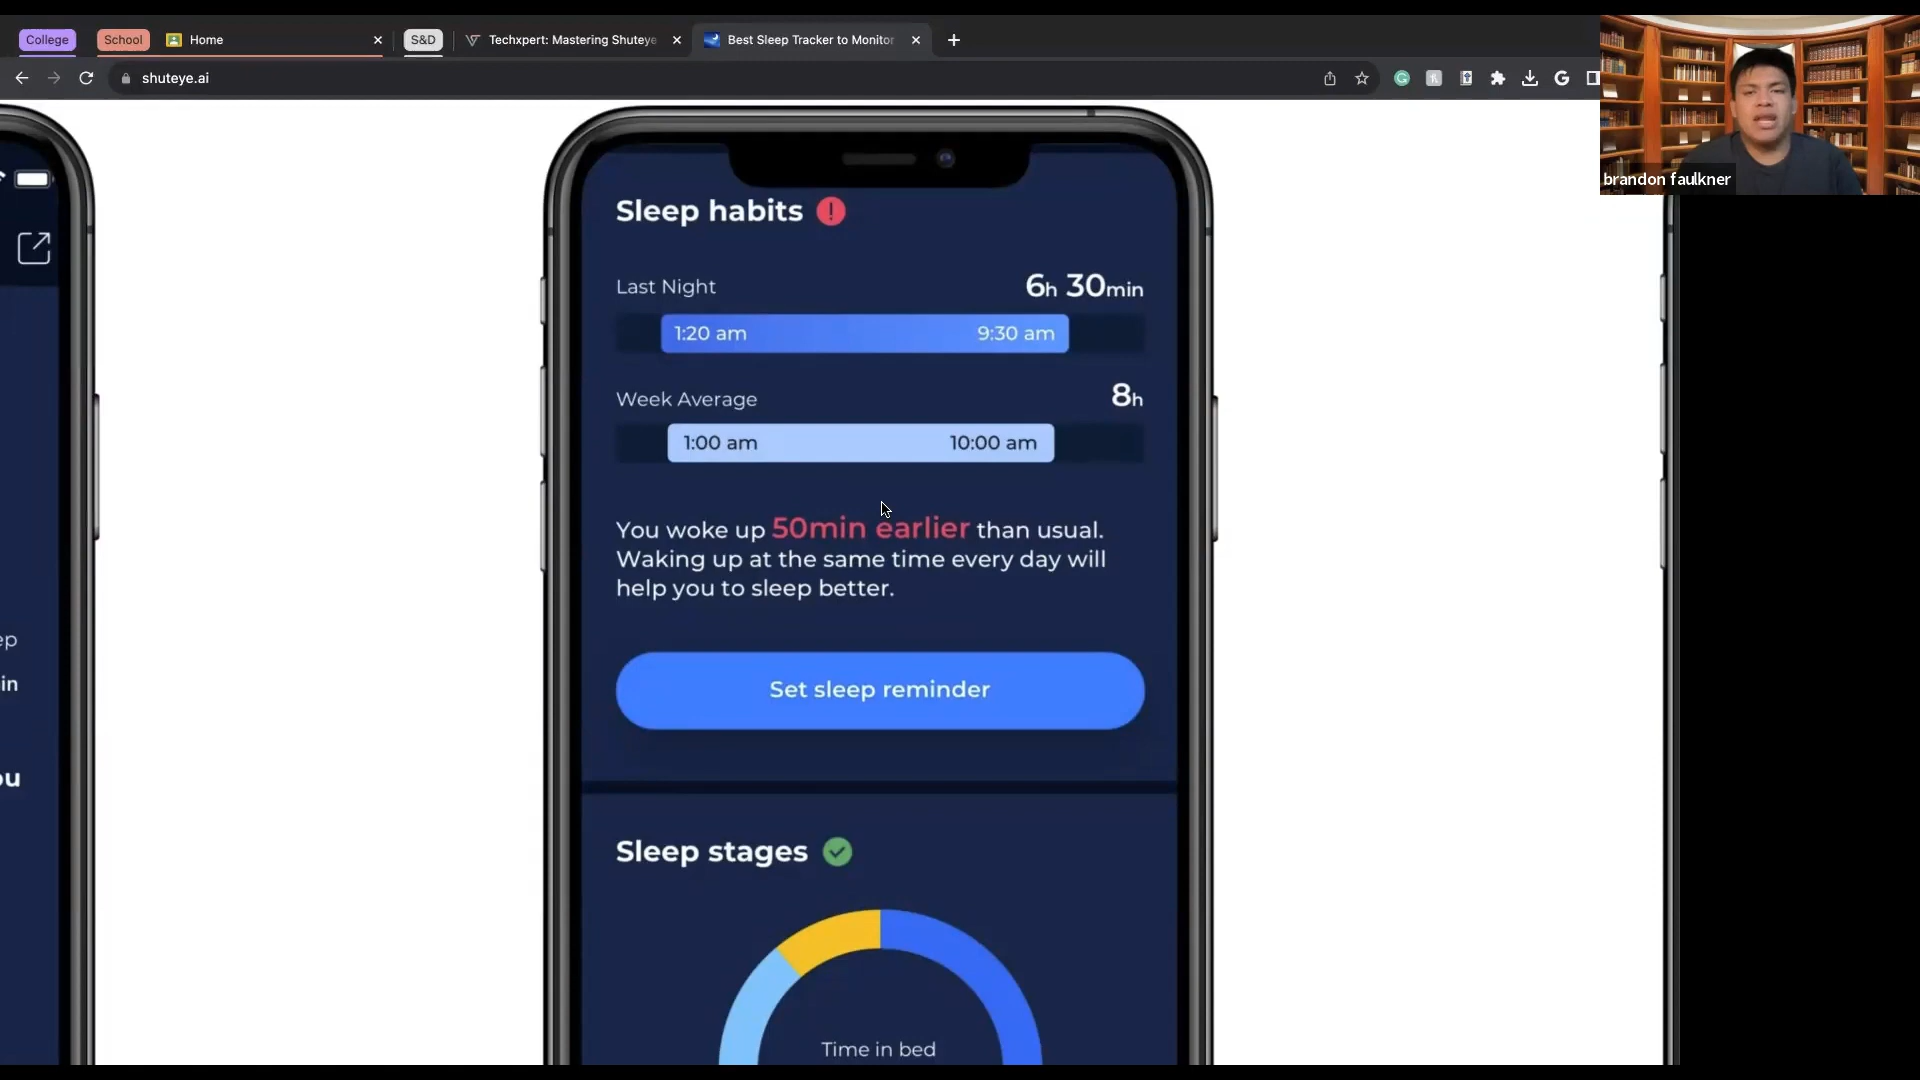 College
School
Home
S&D
Techxpert: Mastering Shuteye
Best Sleep Tracker to Monitor
shuteye.ai
brandon faulkner
Sleep habits
Last Night
6h 30min
1:20 am
9:30 am
Week Average
8h
1:00 am
10:00 am
You woke up 50min earlier than usual.
Waking up at the same time every day will
help you to sleep better.
Set sleep reminder
Sleep stages
Time in bed
ep
in
ou